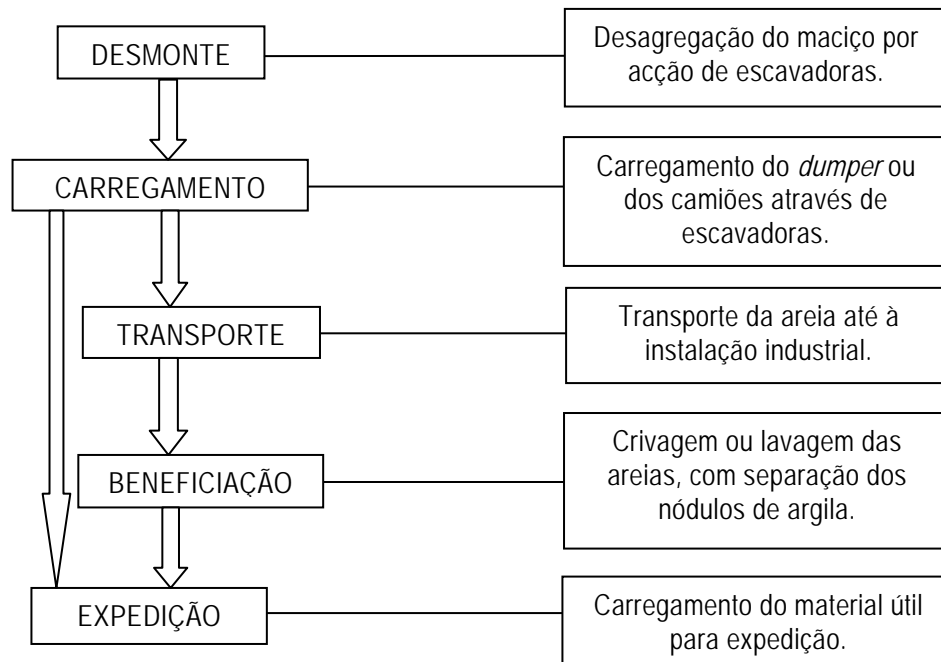 DESMONTE
Desagregação do maciço por
acção de escavadoras.
CARREGAMENTO
Carregamento do dumper ou
dos camiões através de
escavadoras.
TRANSPORTE
Transporte da areia até à
instalação industrial.
BENEFICIAÇÃO
Crivagem ou lavagem das
areias, com separação dos
nódulos de argila.
EXPEDIÇÃO
Carregamento do material útil
para expedição.